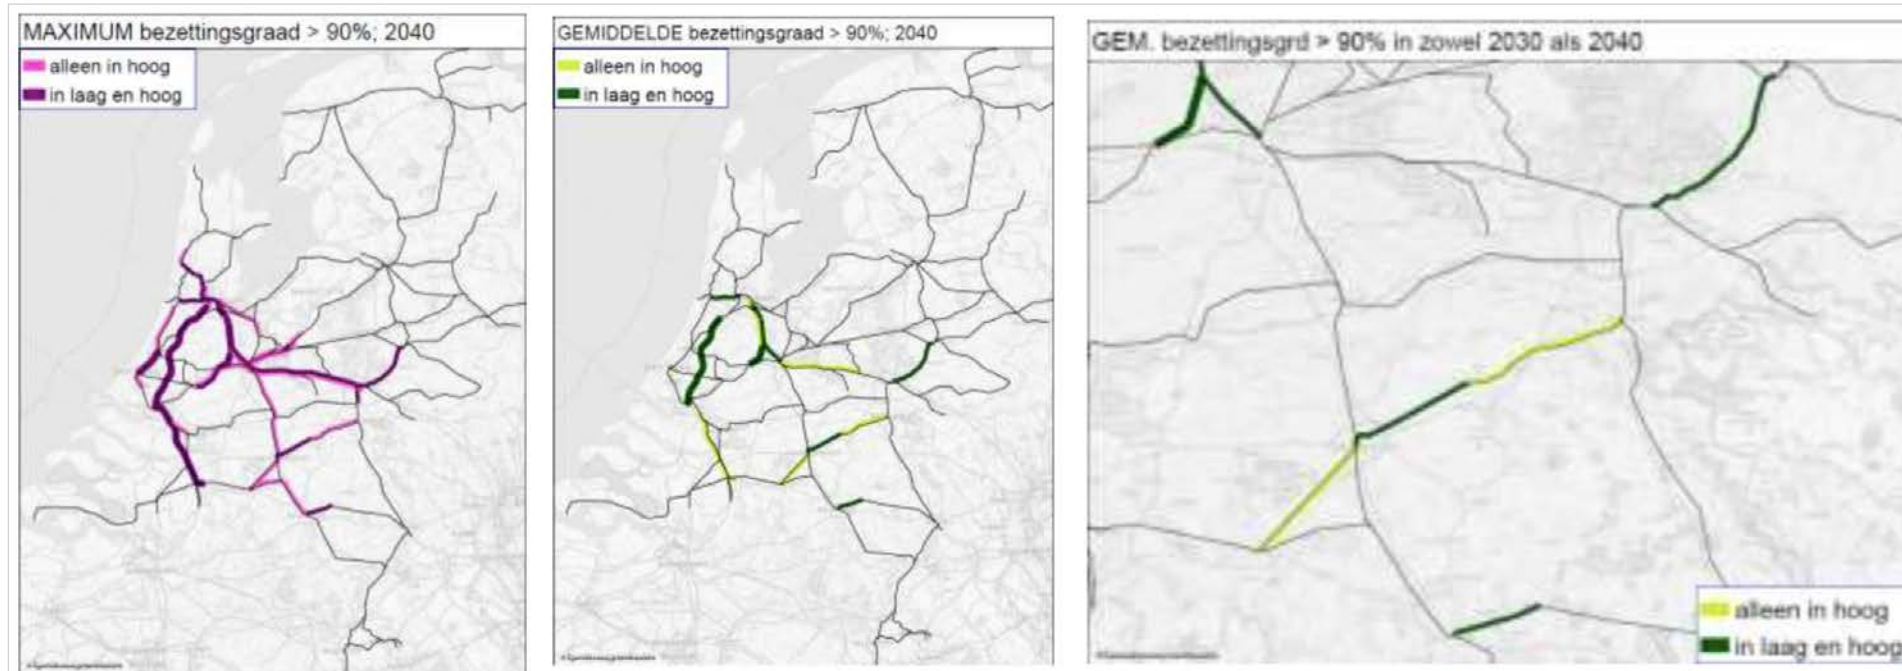 MAXIMUM bezettingsgraad > 90%; 2040
alleen in hoog
in laag en hoog
GEMIDDELDE bezettingsgraad > 90%; 2040
alleen in hoog
in laag en hoog
GEM. bezettingsgrd > 90% in zowel 2030 als 2040
alleen in hoog
in laag en hoog